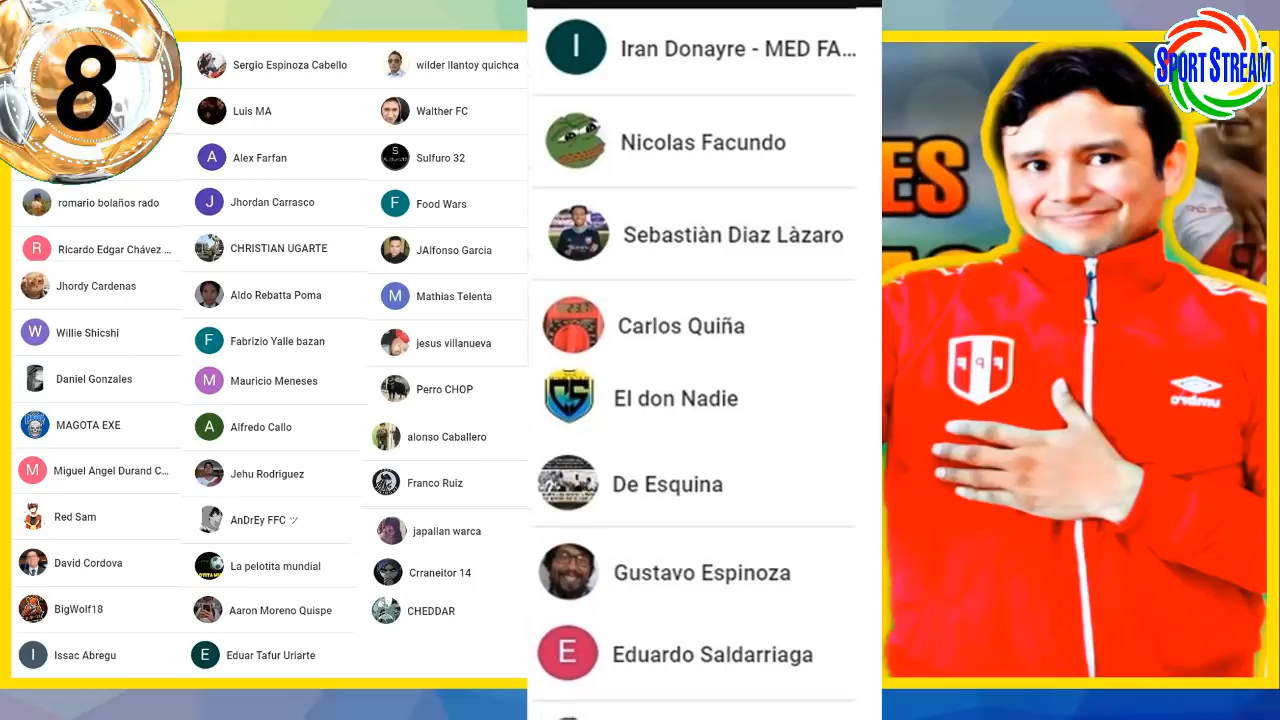 8
romario bolaños rado
Ricardo Edgar Chávez ...
Jhordy Cardenas
Willie Shicshi
Daniel Gonzales
MAGOTA EXE
Miguel Angel Durand C...
Red Sam
David Cordova
BigWolf18
Issac Abregu
Sergio Espinoza Cabello
Luis MA
Alex Farfan
Jhordan Carrasco
CHRISTIAN UGARTE
Aldo Rebatta Poma
Fabrizio Yalle bazan
Mauricio Meneses
Alfredo Callo
Jehu Rodriguez
AnDrEy FFC ツ
La pelotita mundial
Aaron Moreno Quispe
Eduar Tafur Uriarte
wilder llantoy quichca
Walther FC
Sulfuro 32
Food Wars
JAlfonso Garcia
Mathias Telenta
jesus villanueva
Perro CHOP
alonso Caballero
Franco Ruiz
japallan warca
Crraneitor 14
CHEDDAR
Iran Donayre - MED FA...
Nicolas Facundo
Sebastiàn Diaz Làzaro
Carlos Quiña
El don Nadie
De Esquina
Gustavo Espinoza
Eduardo Saldarriaga
SPORT STREAM
ES
FPF
umbro
R
W
M
I
A
J
F
M
A
E
S
F
M
I
E